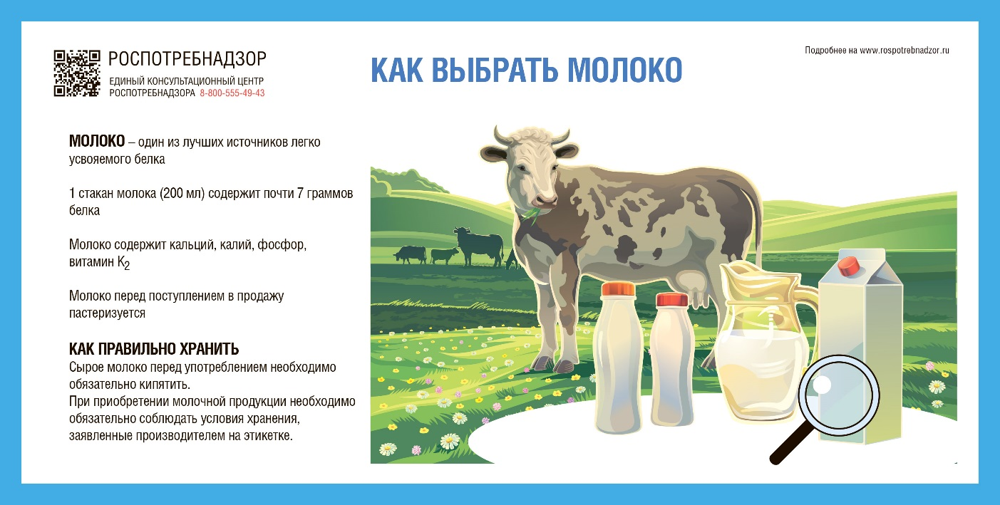 РОСПОТРЕБНАДЗОР
ЕДИНЫЙ КОНСУЛЬТАЦИОННЫЙ ЦЕНТР
РОСПОТРЕБНАДЗОРА 8-800-555-49-43
КАК ВЫБРАТЬ МОЛОКО
Подробнее на www.rospotrebnadzor.ru
МОЛОКО – один из лучших источников легко
усвояемого белка
1 стакан молока (200 мл) содержит почти 7 граммов
белка
Молоко содержит кальций, калий, фосфор,
витамин K2
Молоко перед поступлением в продажу
пастеризуется
КАК ПРАВИЛЬНО ХРАНИТЬ
Сырое молоко перед употреблением необходимо
обязательно кипятить.
При приобретении молочной продукции необходимо
обязательно соблюдать условия хранения,
заявленные производителем на этикетке.